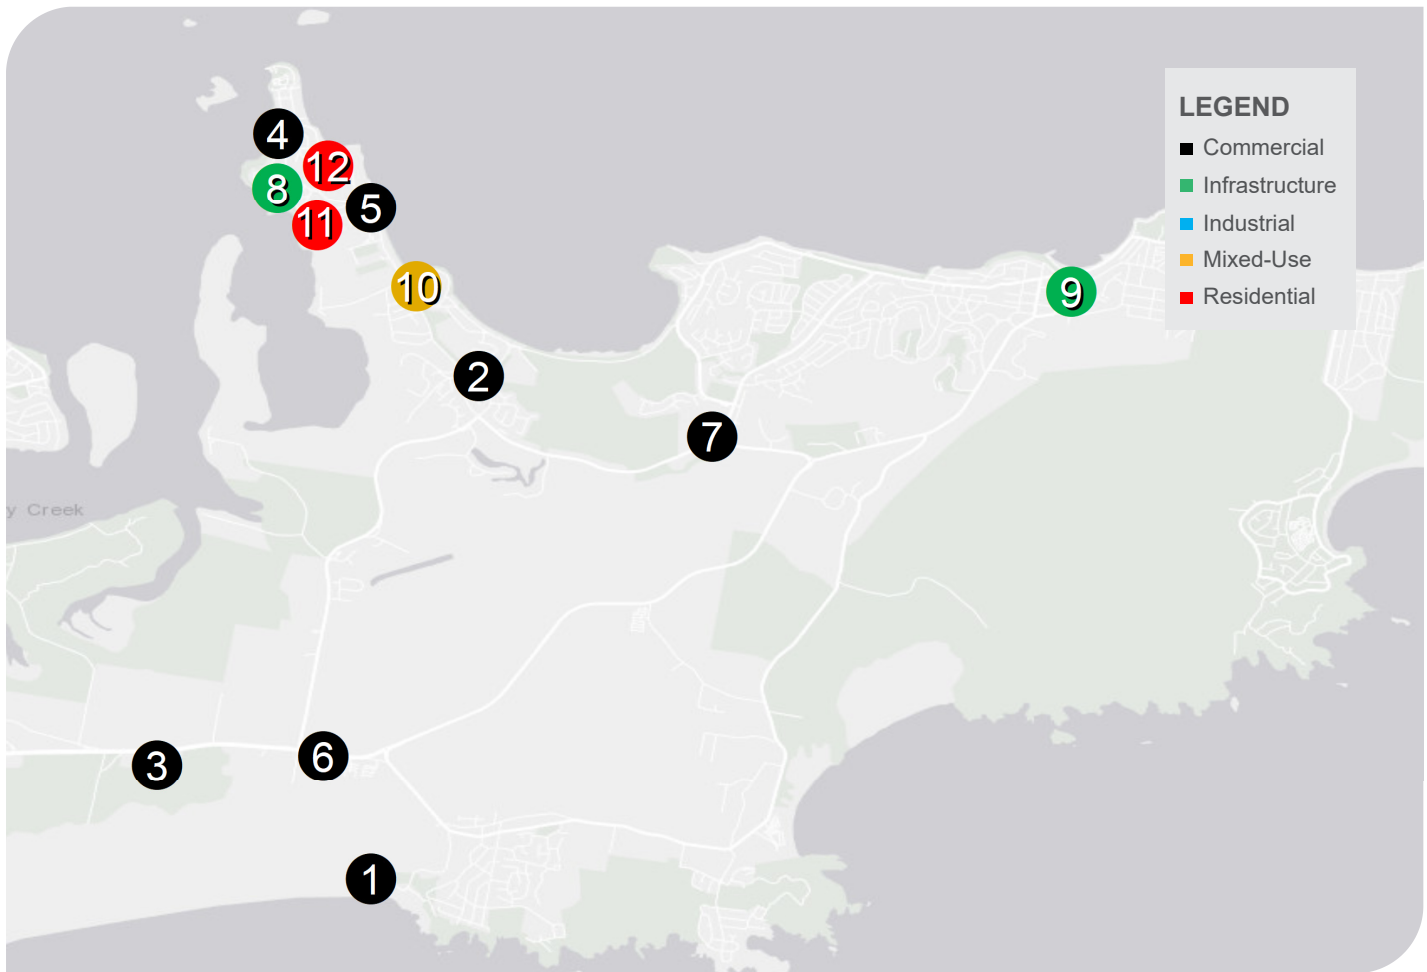 LEGEND
Commercial
Infrastructure
Industrial
Mixed-Use
Residential
4
12
8
5
11
10
9
2
7
y Creek
3
6
1